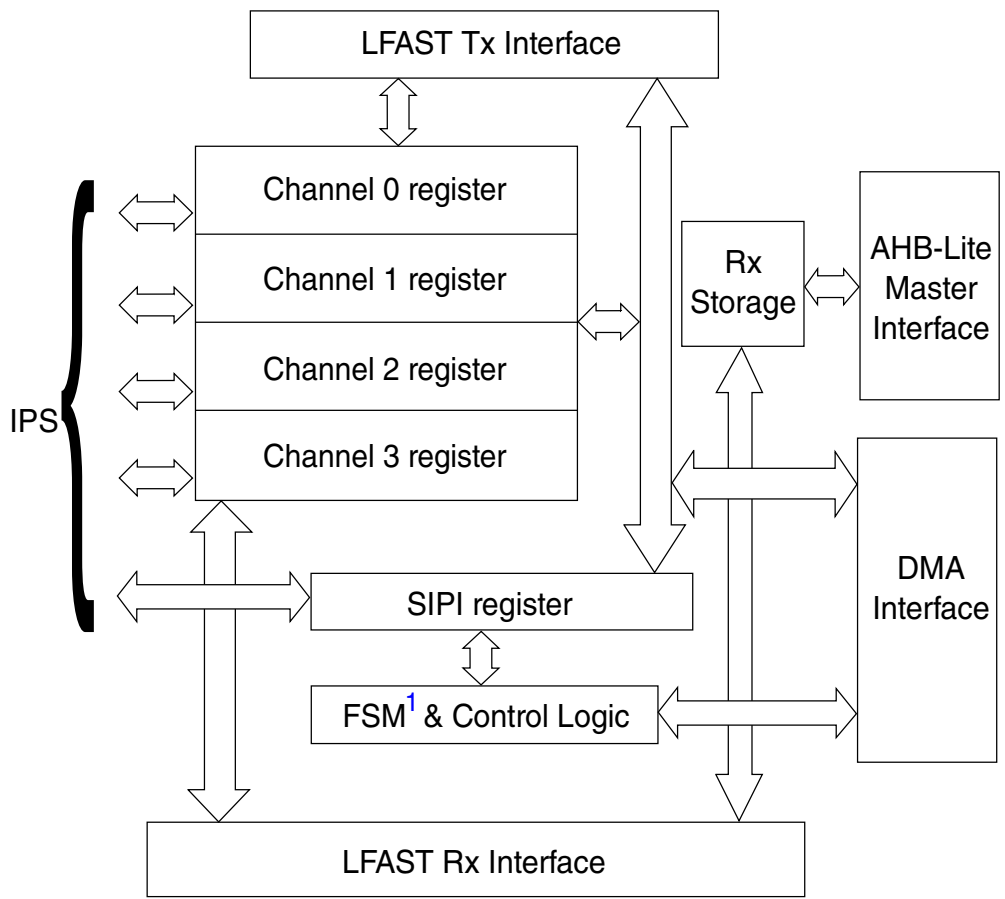 LFAST Tx Interface
Channel 0 register
Channel 1 register
Channel 2 register
Channel 3 register
IPS
Rx
Storage
AHB-Lite
Master
Interface
DMA
Interface
SIPI register
FSM1 & Control Logic
LFAST Rx Interface